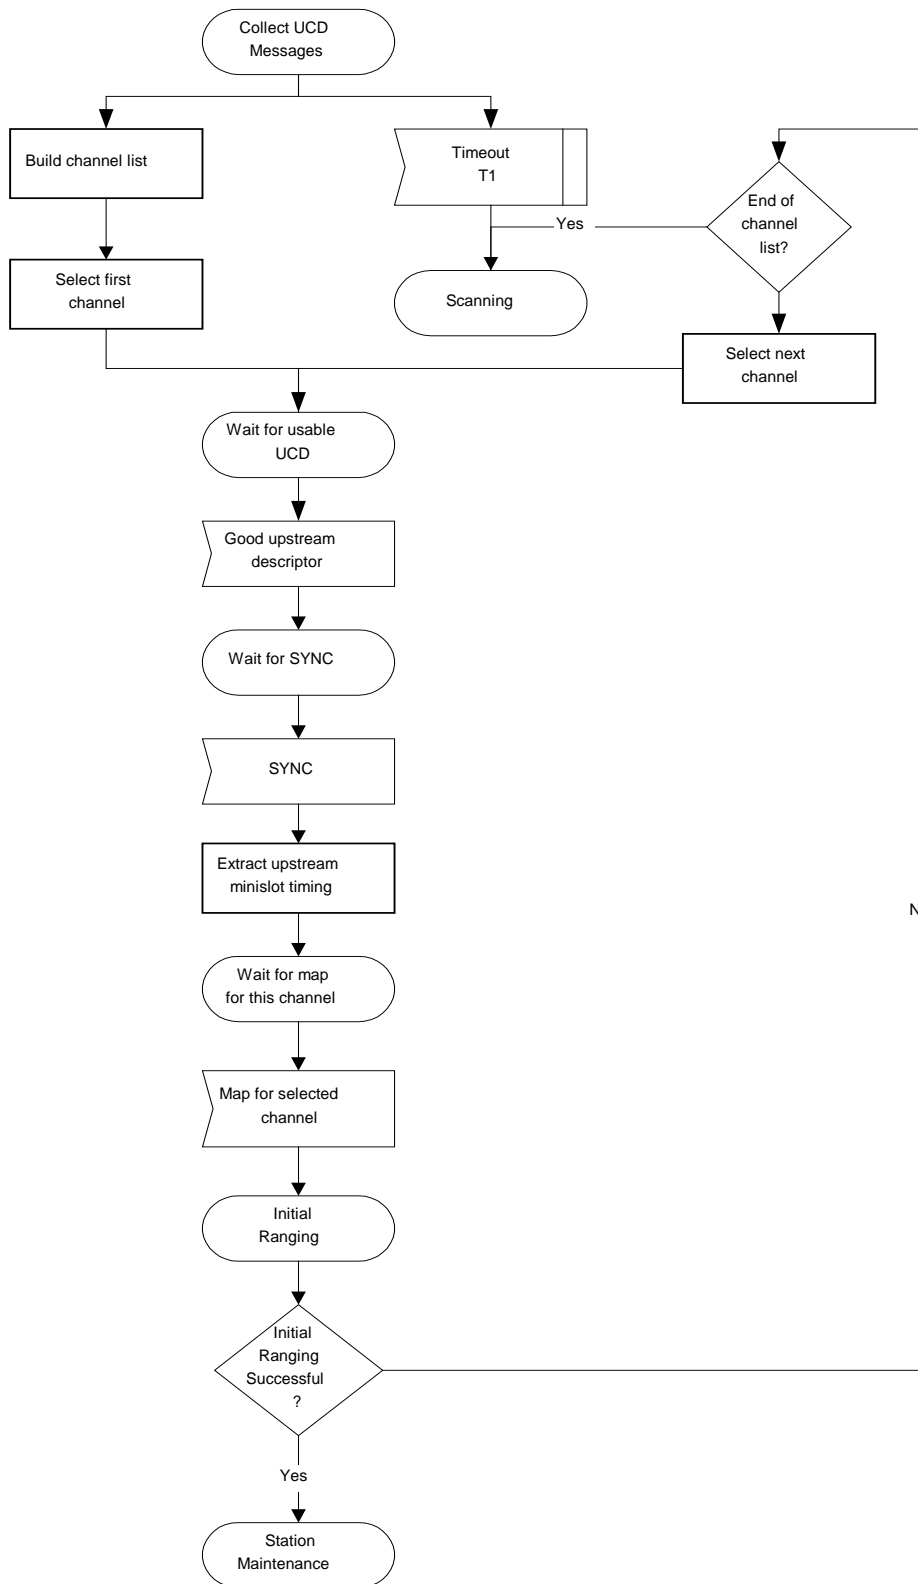 Collect UCD
Messages
Build channel list
Timeout
T1
End of
channel
list?
Yes
Select first
channel
Scanning
Select next
channel
Wait for usable
UCD
Good upstream
descriptor
Wait for SYNC
SYNC
Extract upstream
minislot timing
N
Wait for map
for this channel
Map for selected
channel
Initial
Ranging
Initial
Ranging
Successful
?
Yes
Station
Maintenance